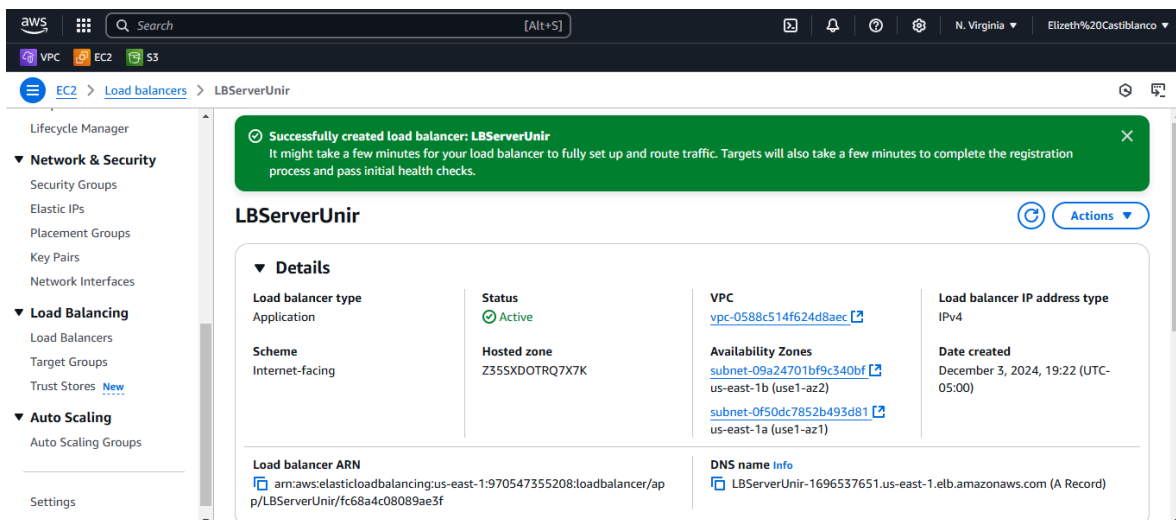 aws
Search
[Alt+S]
N. Virginia
Elizeth%20Castiblanco
VPC
EC2
S3
EC2 > Load balancers > LBServerUnir
Lifecycle Manager
Network & Security
Security Groups
Elastic IPs
Placement Groups
Key Pairs
Network Interfaces
Load Balancing
Load Balancers
Target Groups
Trust Stores New
Auto Scaling
Auto Scaling Groups
Settings
Successfully created load balancer: LBServerUnir
It might take a few minutes for your load balancer to fully set up and route traffic. Targets will also take a few minutes to complete the registration
process and pass initial health checks.
LBServerUnir
Actions
Details
Load balancer type
Application
Status
Active
VPC
vpc-0588c514f624d8aec
Load balancer IP address type
IPv4
Scheme
Internet-facing
Hosted zone
Z35SXDOTRQ7X7K
Availability Zones
subnet-09a24701bf9c340bf
us-east-1b (use1-az2)
subnet-0f50dc7852b493d81
us-east-1a (use1-az1)
Date created
December 3, 2024, 19:22 (UTC-
05:00)
Load balancer ARN
arn:aws:elasticloadbalancing:us-east-1:970547355208:loadbalancer/ap
p/LBServerUnir/fc68a4c08089ae3f
DNS name Info
LBServerUnir-1696537651.us-east-1.elb.amazonaws.com (A Record)